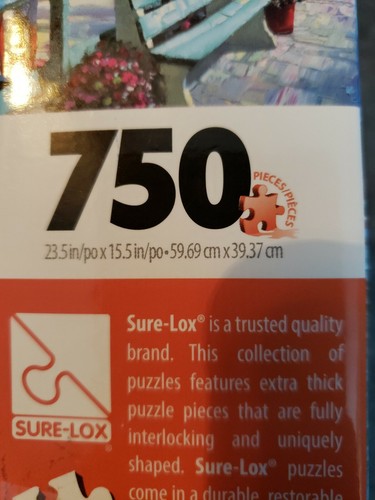 750
PIECES/PIÈCES
23.5 in/po x 15.5 in/po • 59.69 cm x 39.37 cm
Sure-Lox® is a trusted quality
brand. This collection of
puzzles features extra thick
puzzle pieces that are fully
interlocking and uniquely
shaped. Sure-Lox® puzzles
come in a durable, restorable
SURE-LOX®